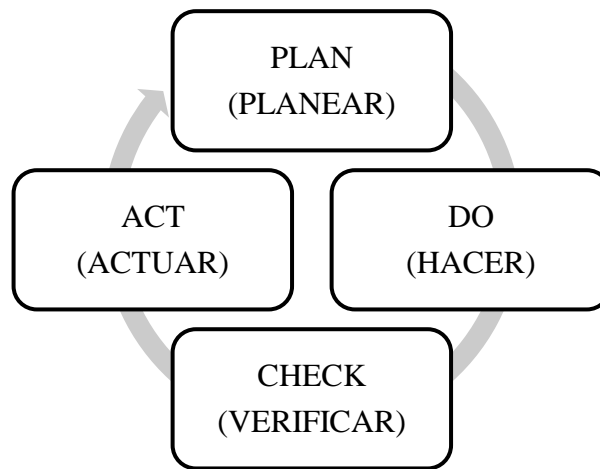 PLAN
(PLANEAR)
DO
(HACER)
CHECK
(VERIFICAR)
ACT
(ACTUAR)